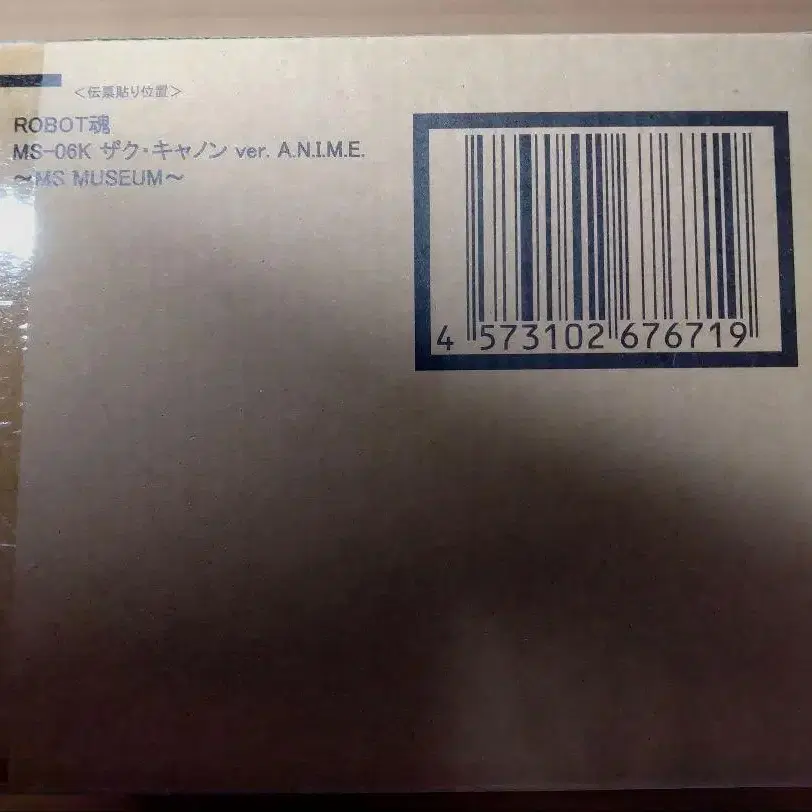 ＜伝票貼り位置＞
ROBOT魂
MS-06K ザク・キャノン ver. A.N.I.M.E.
～MS MUSEUM～
4 573102 676719